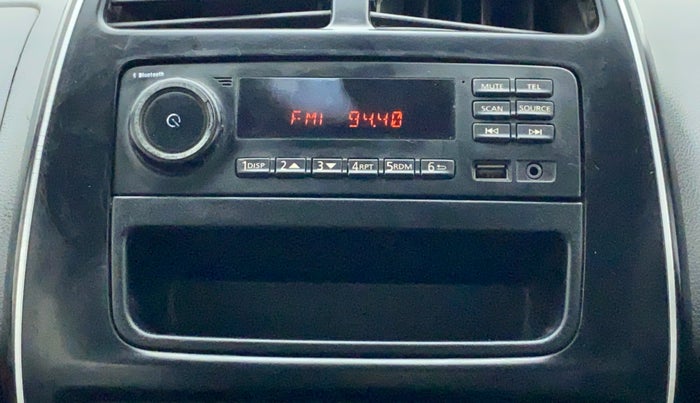 Bluetooth
FM1 94.40
MUTE TEL
SCAN SOURCE
1DISP 2 3 4RPT 5RDM 6